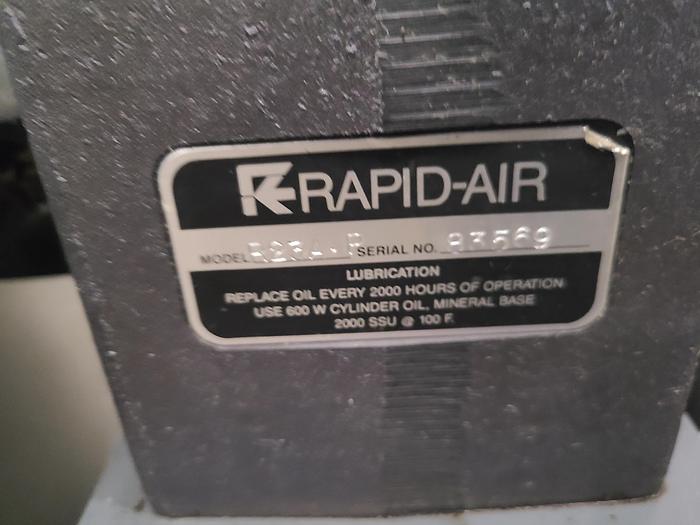 RAPID-AIR
MODEL SERIAL NO. 93569
LUBRICATION
REPLACE OIL EVERY 2000 HOURS OF OPERATION
USE 600 W CYLINDER OIL, MINERAL BASE
2000 SSU @ 100 F.